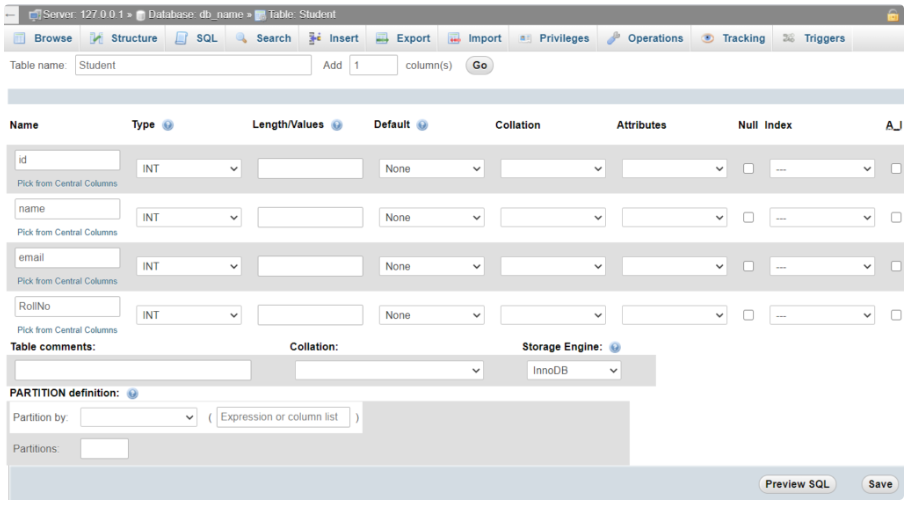 Server: 127.0.0.1 » Database: db_name » Table: Student
Browse Structure SQL Search Insert Export Import Privileges Operations Tracking Triggers
Table name: Student Add 1 column(s) Go
Name Type Length/Values Default Collation Attributes Null Index A_I
id INT None ---
Pick from Central Columns
name INT None ---
Pick from Central Columns
email INT None ---
Pick from Central Columns
RollNo INT None ---
Pick from Central Columns
Table comments: Collation: Storage Engine:
InnoDB
PARTITION definition:
Partition by: ( Expression or column list )
Partitions:
Preview SQL Save